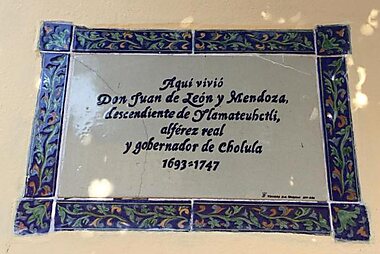 Aquí vivió
Don Juan de León y Mendoza,
descendiente de Ylamateuhctli,
alférez real
y gobernador de Cholula
1693=1747